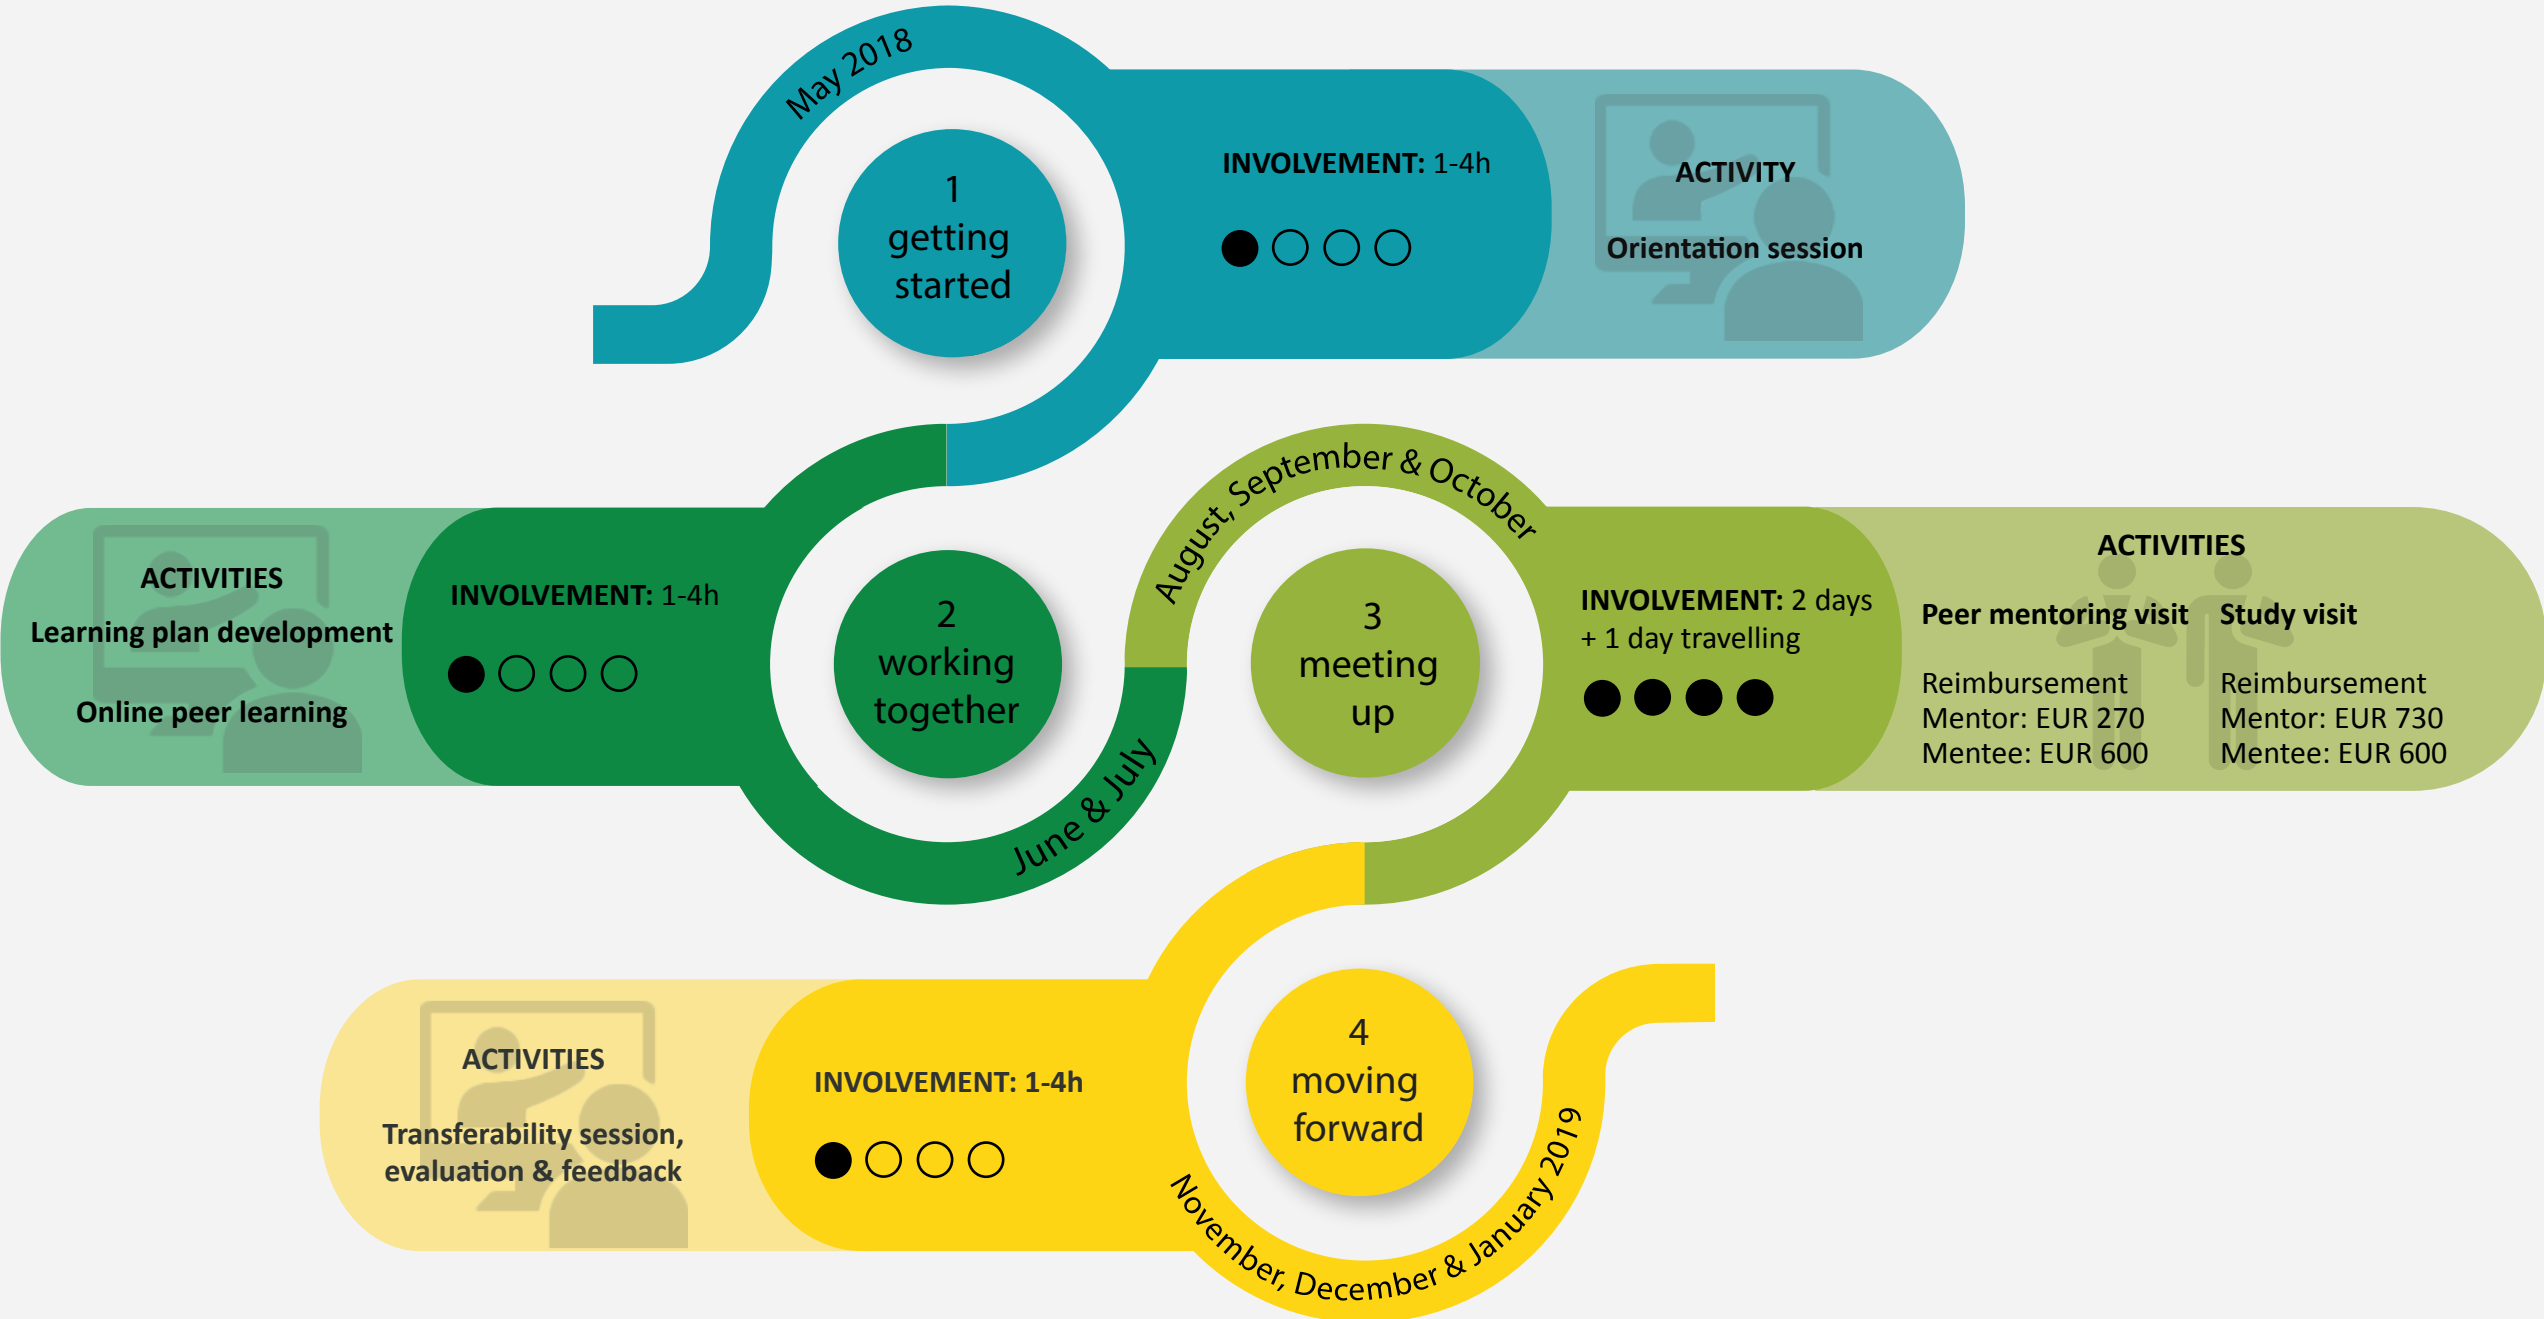 May 2018
1
getting
started
INVOLVEMENT: 1-4h
ACTIVITY
Orientation session
ACTIVITIES
Learning plan development
Online peer learning
INVOLVEMENT: 1-4h
2
working
together
June & July
August, September & October
3
meeting
up
INVOLVEMENT: 2 days
+ 1 day travelling
ACTIVITIES
Peer mentoring visit
Reimbursement
Mentor: EUR 270
Mentee: EUR 600
Study visit
Reimbursement
Mentor: EUR 730
Mentee: EUR 600
ACTIVITIES
Transferability session,
evaluation & feedback
INVOLVEMENT: 1-4h
4
moving
forward
November, December & January 2019